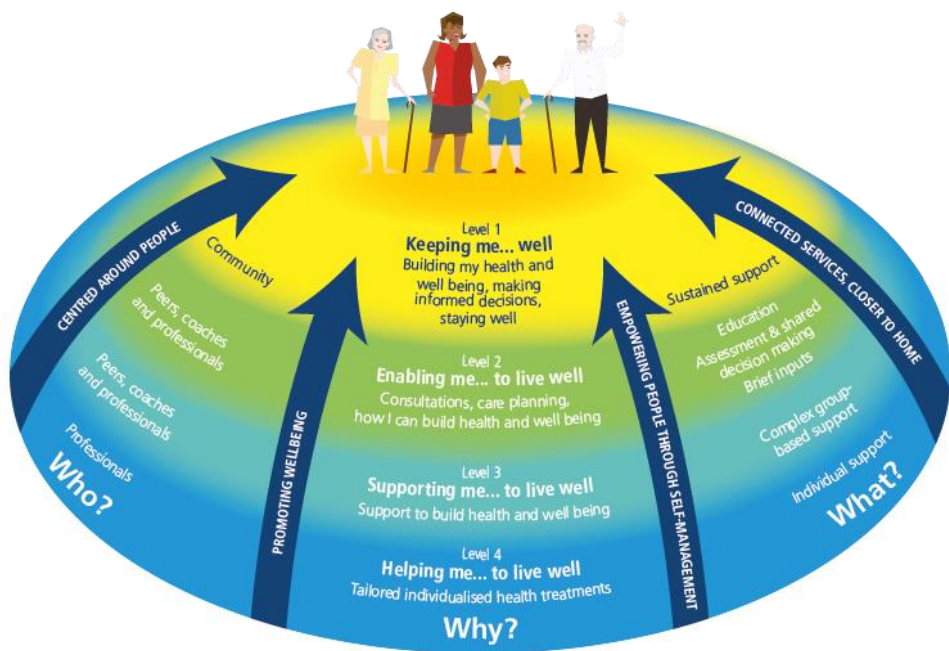 CENTRED AROUND PEOPLE
Community
Peers, coaches
and professionals
Peers, coaches
and professionals
Professionals
Who?
PROMOTING WELLBEING
Level 1
Keeping me... well
Building my health and
well being, making
informed decisions,
staying well
Level 2
Enabling me... to live well
Consultations, care planning,
how I can build health and well being
Level 3
Supporting me... to live well
Support to build health and well being
Level 4
Helping me... to live well
Tailored individualised health treatments
Why?
EMPOWERING PEOPLE THROUGH SELF-MANAGEMENT
Sustained support
Education
Assessment & shared
decision making
Brief inputs
Complex group-
based support
Individual support
What?
CONNECTED SERVICES, CLOSER TO HOME